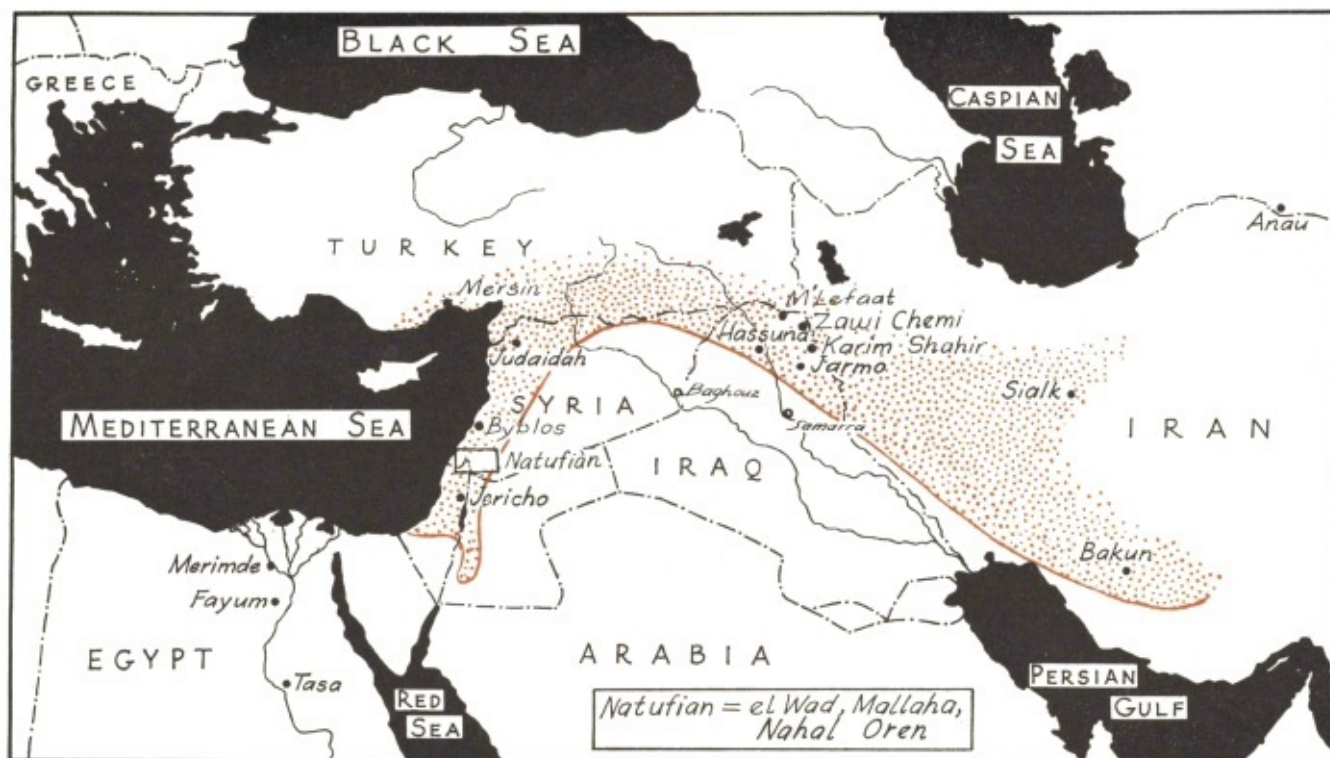 BLACK SEA
GREECE
CASPIAN
SEA
Anau
TURKEY
Mersin
M'Lefaat
Zawi Chemi
Hassuna
Karim Shahir
Judaidah
Jarmo
Baghouz
Sialk
SYRIA
Samarra
MEDITERRANEAN SEA
Byblos
IRAN
Natufian
IRAQ
Jericho
Merimde
Bakun
Fayum
EGYPT
ARABIA
Tasa
RED
SEA
PERSIAN
GULF
Natufian = el Wad, Mallaha,
Nahal Oren